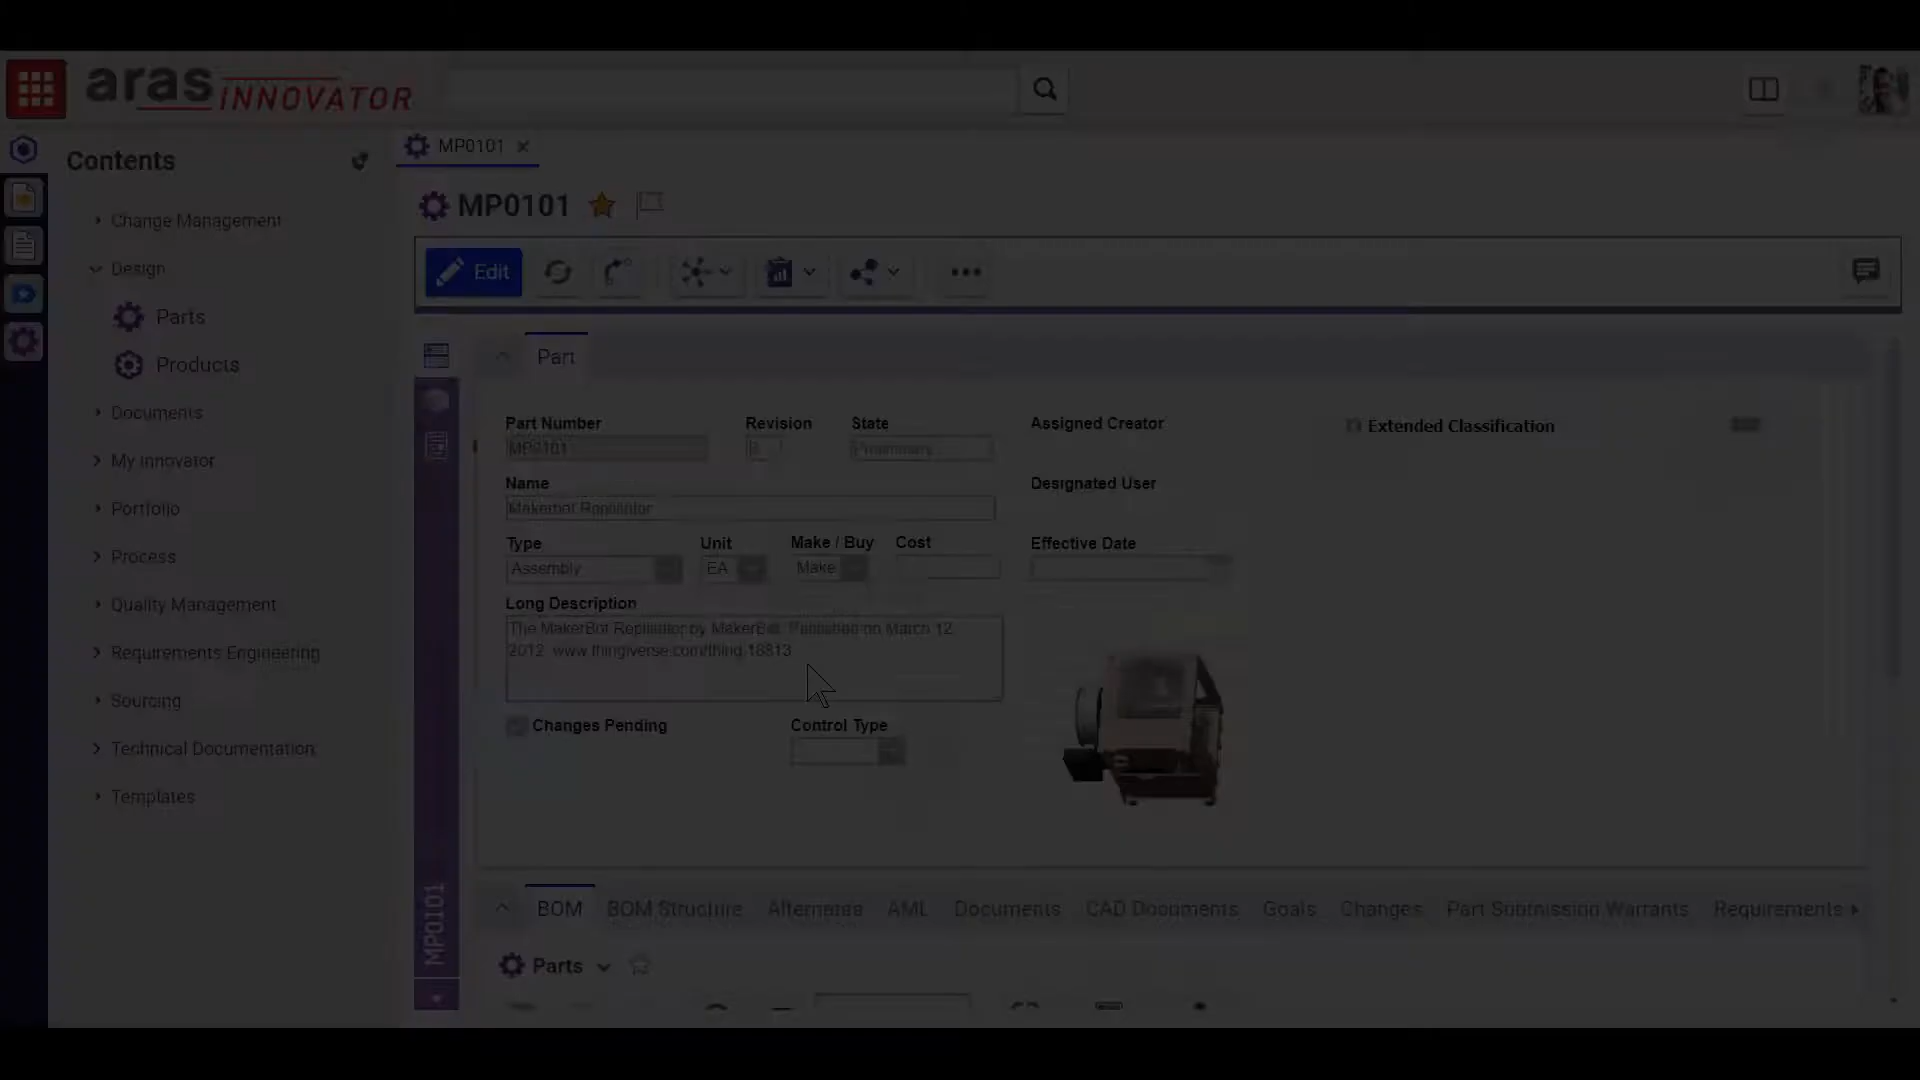 aras INNOVATOR
MP0101
Contents
MP0101
Change Management
Design
Edit
Parts
Products
Part
Documents
My Innovator
Portfolio
Process
Quality Management
Requirements Engineering
Sourcing
Technical Documentation
Templates
Part Number
Revision
State
Assigned Creator
Extended Classification
MP0101
Preliminary
Name
Designated User
Makerbot Replicator
Type
Unit
Make / Buy
Cost
Effective Date
Assembly
EA
Make
Long Description
The MakerBot Replicator by MakerBot. Published on March 12,
2012 www.thingiverse.com/thing:18813
Changes Pending
Control Type
MP0101
BOM
BOM Structure
Alternates
AML
Documents
CAD Documents
Goals
Changes
Part Submission Warrants
Requirements
Parts